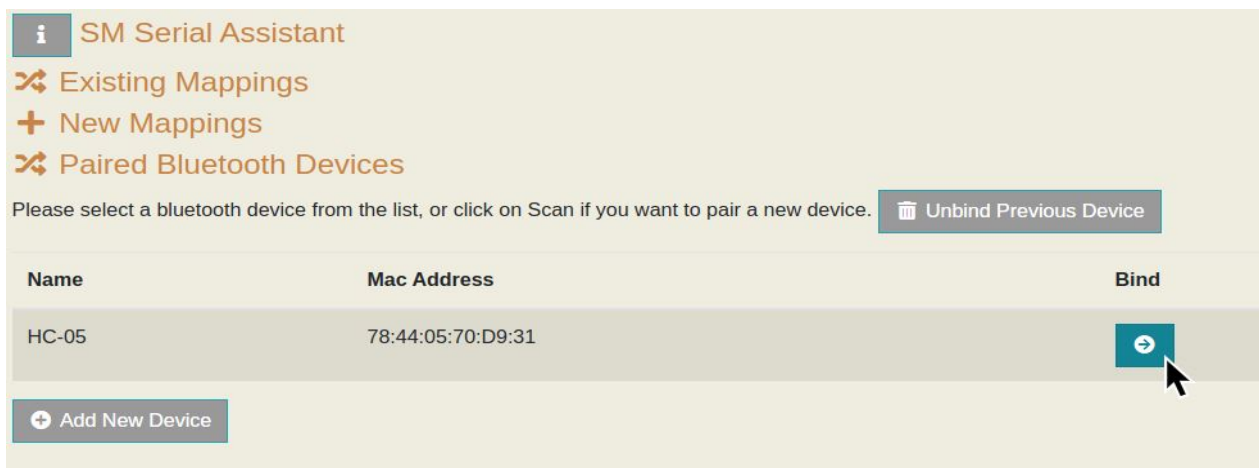 i SM Serial Assistant
Existing Mappings
New Mappings
Paired Bluetooth Devices
Please select a bluetooth device from the list, or click on Scan if you want to pair a new device. Unbind Previous Device
Name Mac Address Bind
HC-05 78:44:05:70:D9:31
Add New Device